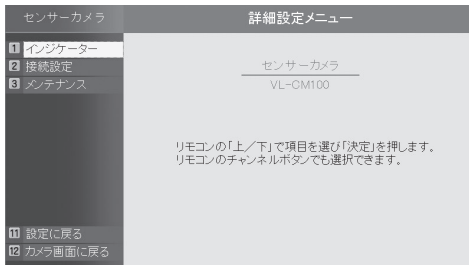 センサーカメラ
詳細設定メニュー
1 インジケーター
2 接続設定
3 メンテナンス
センサーカメラ
VL-CM100
リモコンの「上／下」で項目を選び「決定」を押します。
リモコンのチャンネルボタンでも選択できます。
11 設定に戻る
12 カメラ画面に戻る